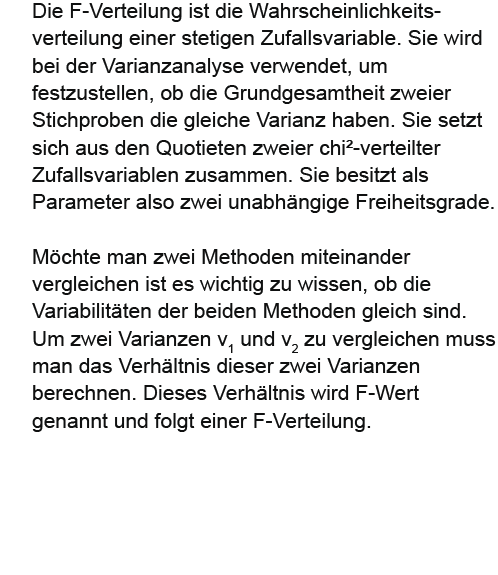 Die F-Verteilung ist die Wahrscheinlichkeits-
verteilung einer stetigen Zufallsvariable. Sie wird
bei der Varianzanalyse verwendet, um
festzustellen, ob die Grundgesamtheit zweier
Stichproben die gleiche Varianz haben. Sie setzt
sich aus den Quotieten zweier chi²-verteilter
Zufallsvariablen zusammen. Sie besitzt als
Parameter also zwei unabhängige Freiheitsgrade.

Möchte man zwei Methoden miteinander
vergleichen ist es wichtig zu wissen, ob die
Variabilitäten der beiden Methoden gleich sind.
Um zwei Varianzen v₁ und v₂ zu vergleichen muss
man das Verhältnis dieser zwei Varianzen
berechnen. Dieses Verhältnis wird F-Wert
genannt und folgt einer F-Verteilung.